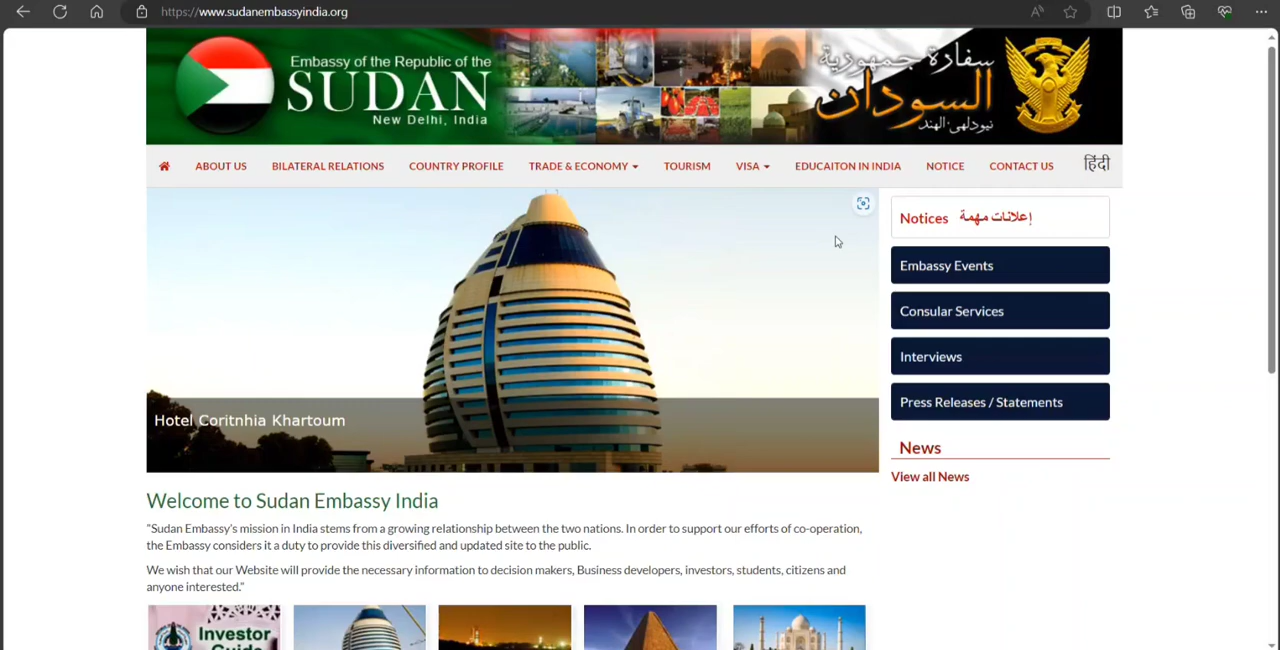 https://www.sudanembassyindia.org
Embassy of the Republic of the
SUDAN
New Delhi, India
سفارة جمهورية
السودان
نيودلهي - الهند
ABOUT US
BILATERAL RELATIONS
COUNTRY PROFILE
TRADE & ECONOMY
TOURISM
VISA
EDUCAITON IN INDIA
NOTICE
CONTACT US
हिंदी
Hotel Coritnhia Khartoum
Notices إعلانات مهمة
Embassy Events
Consular Services
Interviews
Press Releases / Statements
News
View all News
Welcome to Sudan Embassy India
“Sudan Embassy’s mission in India stems from a growing relationship between the two nations. In order to support our efforts of co-operation,
the Embassy considers it a duty to provide this diversified and updated site to the public.
We wish that our Website will provide the necessary information to decision makers, Business developers, investors, students, citizens and
anyone interested.”
Investor
Guide